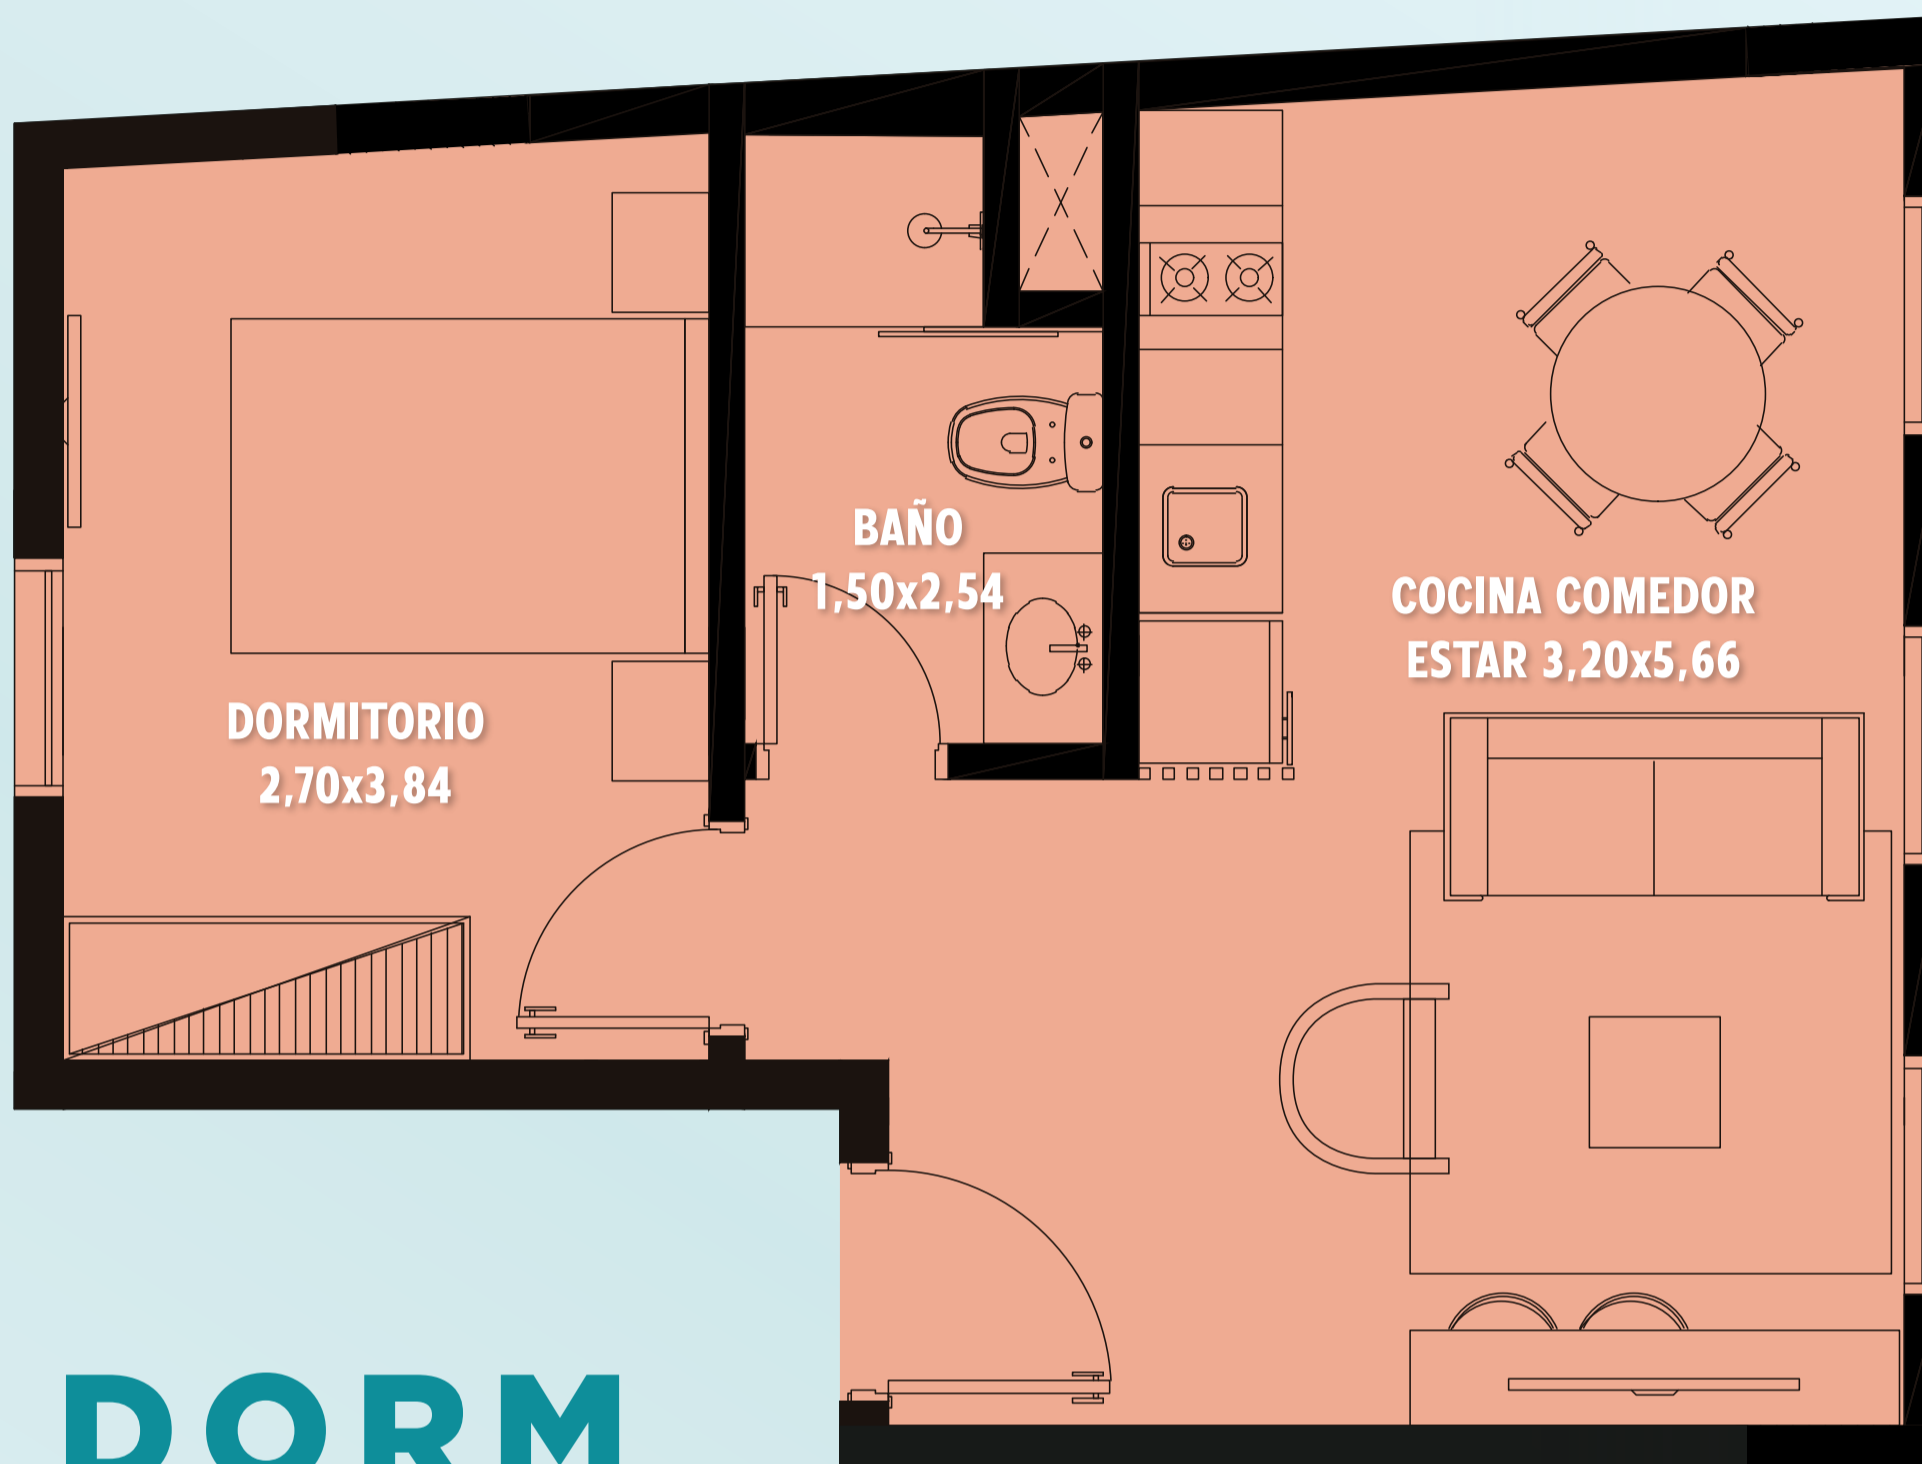 BAÑO
1,50x2,54
COCINA COMEDOR
ESTAR 3,20x5,66
DORMITORIO
2,70x3,84
DORM